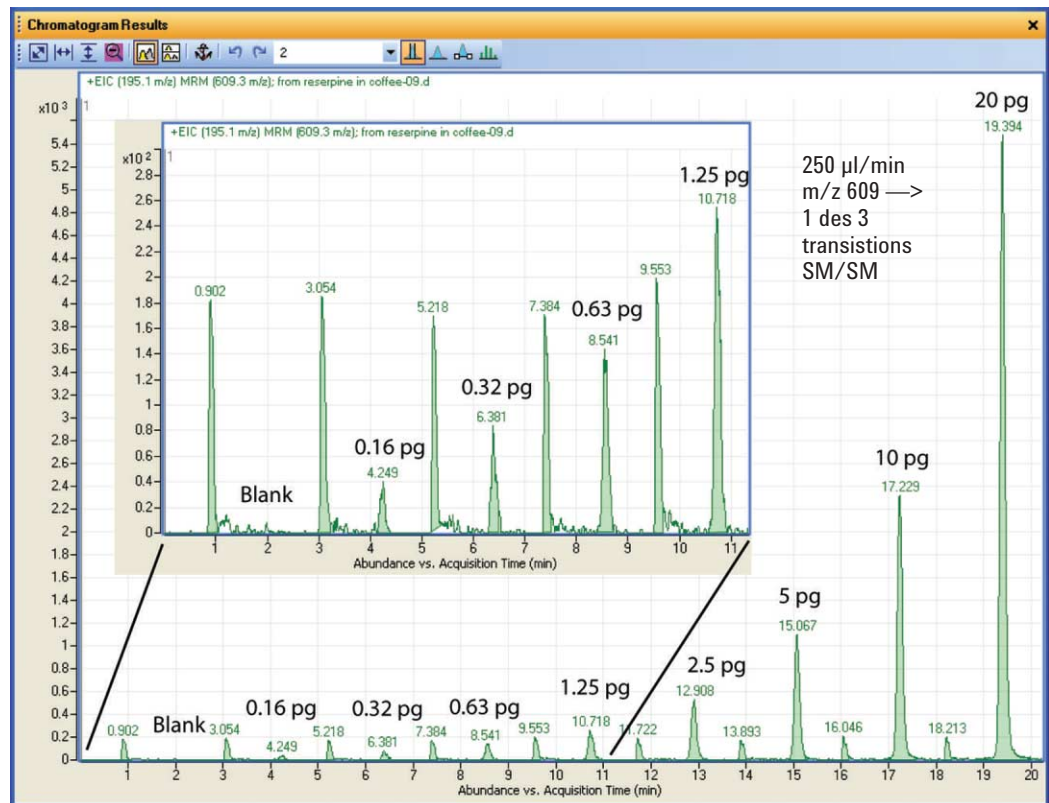 Chromatogram Results
2
+EIC (195.1 m/z) MRM (609.3 m/z); from reserpine in coffee-09.d
x10 3
1
5.4
5.2
5
4.8
4.6
4.4
4.2
4
3.8
3.6
3.4
3.2
3
2.8
2.6
2.4
2.2
2
1.8
1.6
1.4
1.2
1
0.8
0.6
0.4
0.2
0
+EIC (195.1 m/z) MRM (609.3 m/z); from reserpine in coffee-09.d
x10 2
1
2.8
2.6
2.4
2.2
2
1.8
1.6
1.4
1.2
1
0.8
0.6
0.4
0.2
0
0.902
Blank
3.054
0.16 pg
4.249
5.218
0.32 pg
6.381
7.384
0.63 pg
8.541
9.553
1.25 pg
10.718
1 2 3 4 5 6 7 8 9 10 11
Abundance vs. Acquisition Time (min)
250 µl/min
m/z 609 —>
1 des 3
transistions
SM/SM
0.902
Blank
3.054
0.16 pg
4.249
5.218
0.32 pg
6.381
7.384
0.63 pg
8.541
9.553
1.25 pg
10.718
2.5 pg
12.908
13.893
5 pg
15.067
16.046
10 pg
17.229
18.213
20 pg
19.394
1 2 3 4 5 6 7 8 9 10 11 12 13 14 15 16 17 18 19 20
Abundance vs. Acquisition Time (min)